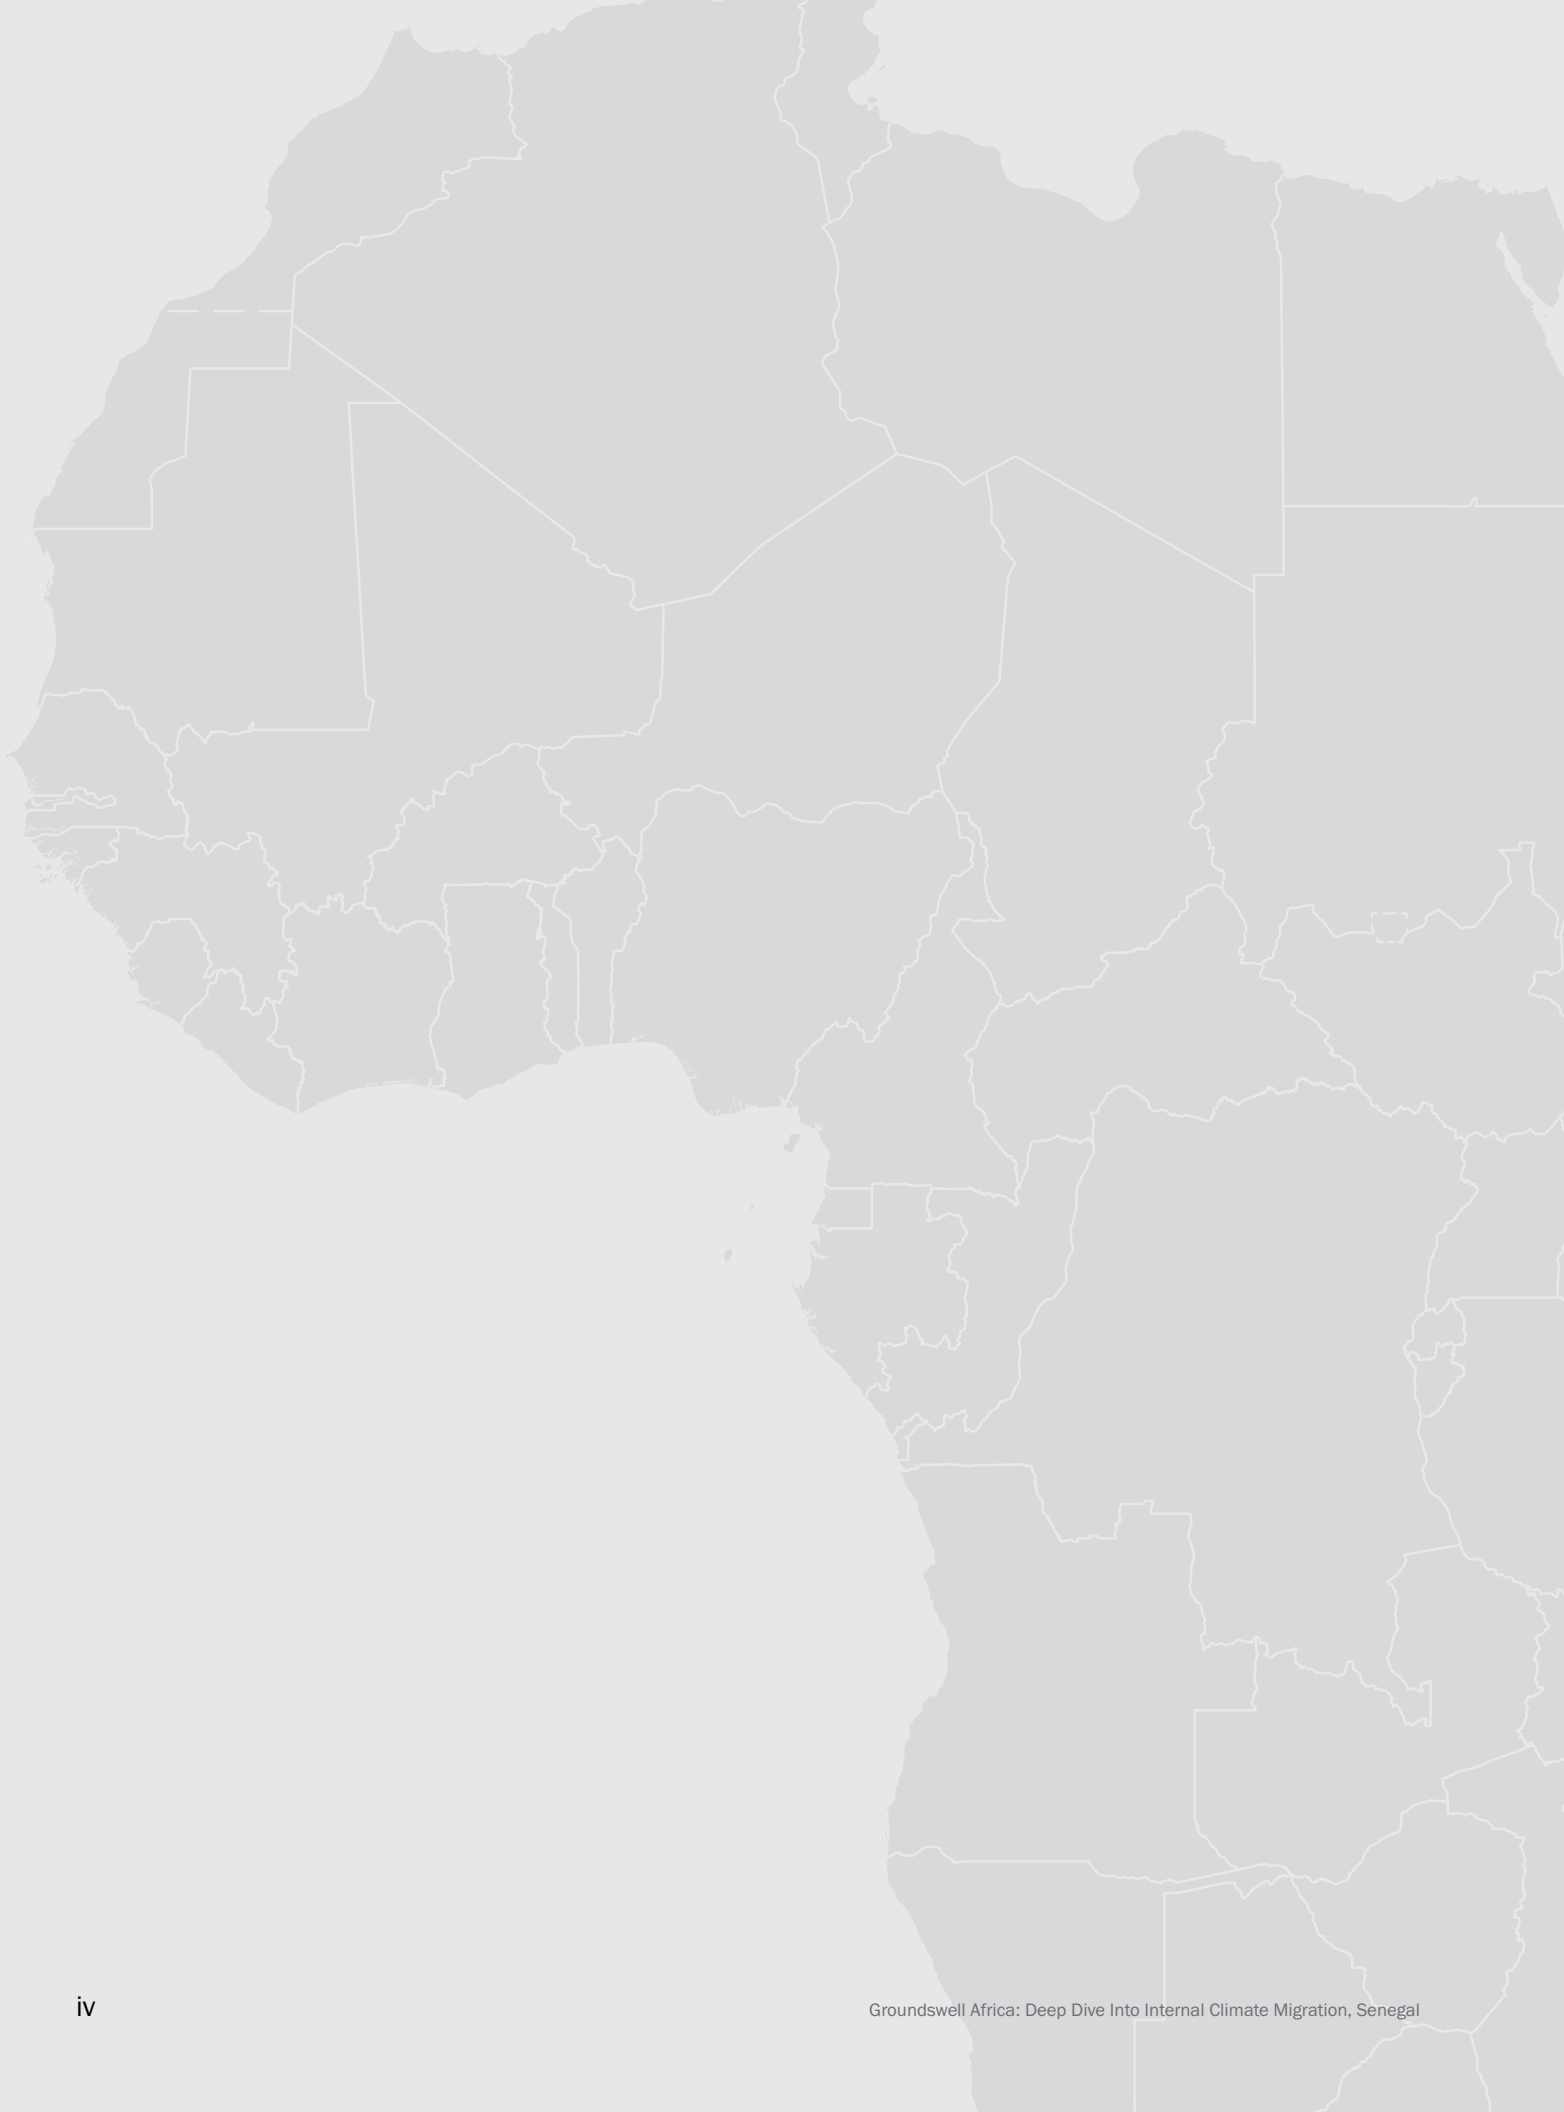 iv
Groundswell Africa: Deep Dive Into Internal Climate Migration, Senegal